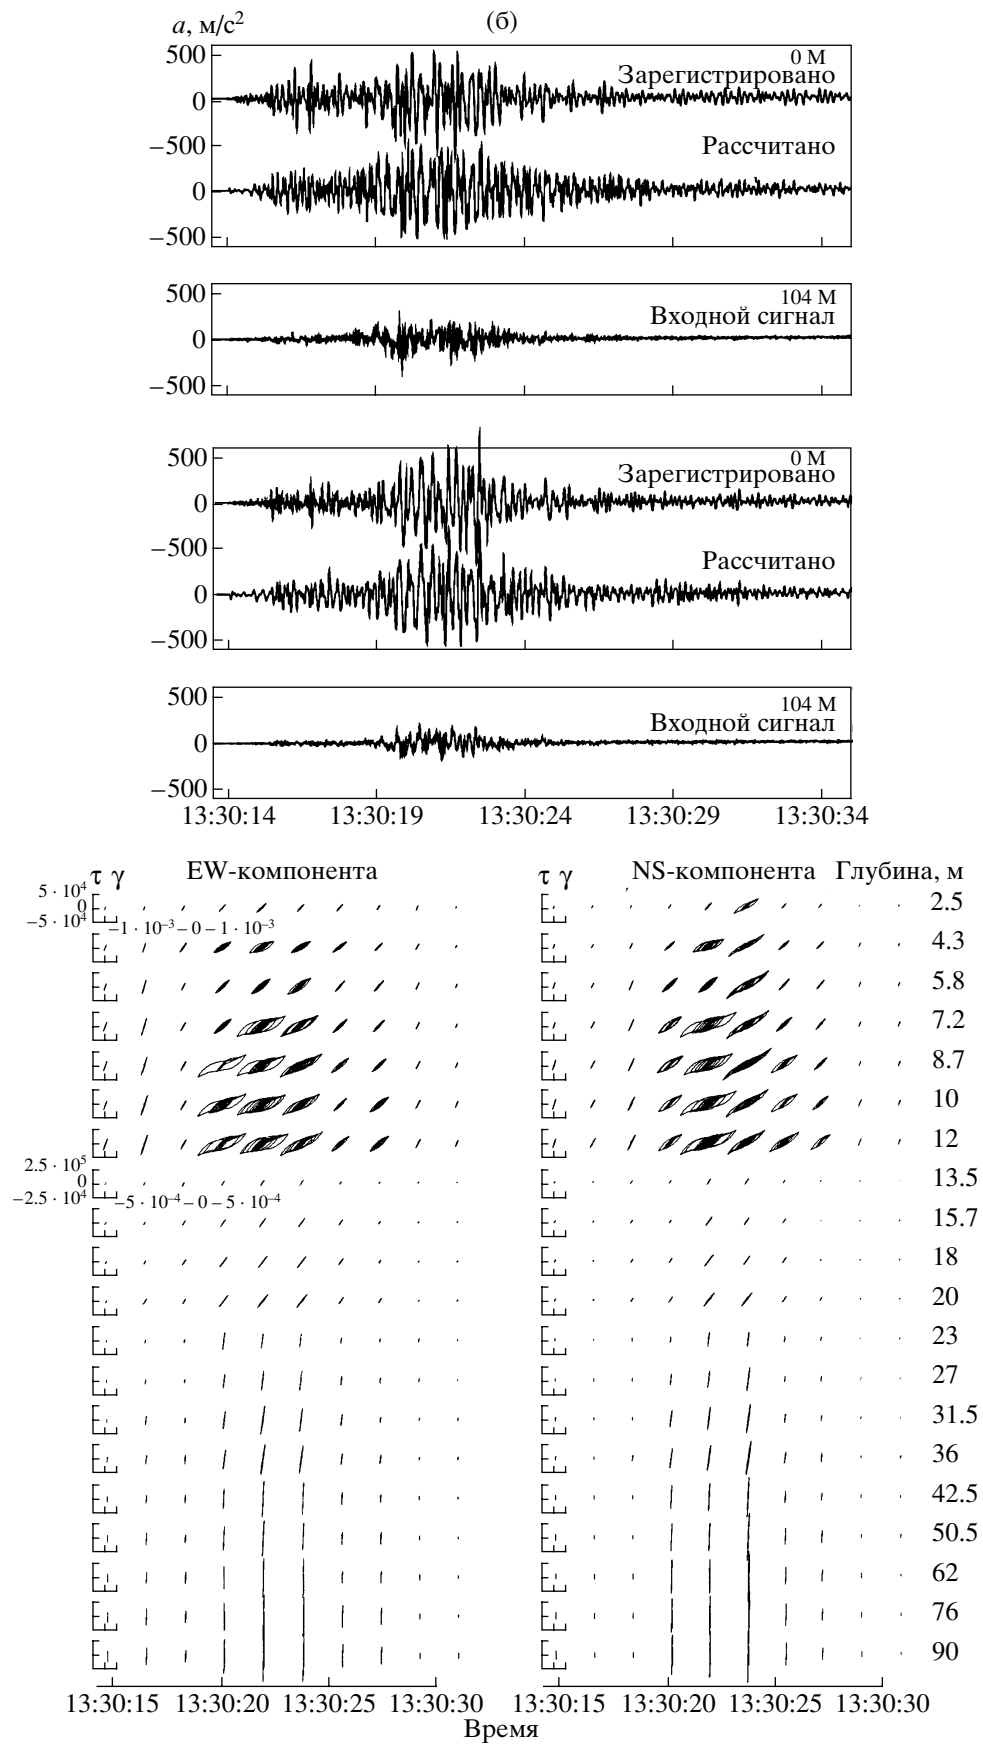 a, м/с²
(б)
500
0 М
Зарегистрировано
0
−500
Рассчитано
0
−500
500
104 М
Входной сигнал
0
−500
500
0 М
Зарегистрировано
0
−500
Рассчитано
0
−500
500
104 М
Входной сигнал
0
−500
13:30:14 13:30:19 13:30:24 13:30:29 13:30:34
τ γ EW-компонента τ γ NS-компонента Глубина, м
5 · 10⁴
0
−5 · 10⁴
−1 · 10⁻³ – 0 – 1 · 10⁻³
2.5
4.3
5.8
7.2
8.7
10
12
2.5 · 10⁵
0
−2.5 · 10⁴
−5 · 10⁻⁴ – 0 – 5 · 10⁻⁴
13.5
15.7
18
20
23
27
31.5
36
42.5
50.5
62
76
90
13:30:15 13:30:20 13:30:25 13:30:30 13:30:15 13:30:20 13:30:25 13:30:30
Время